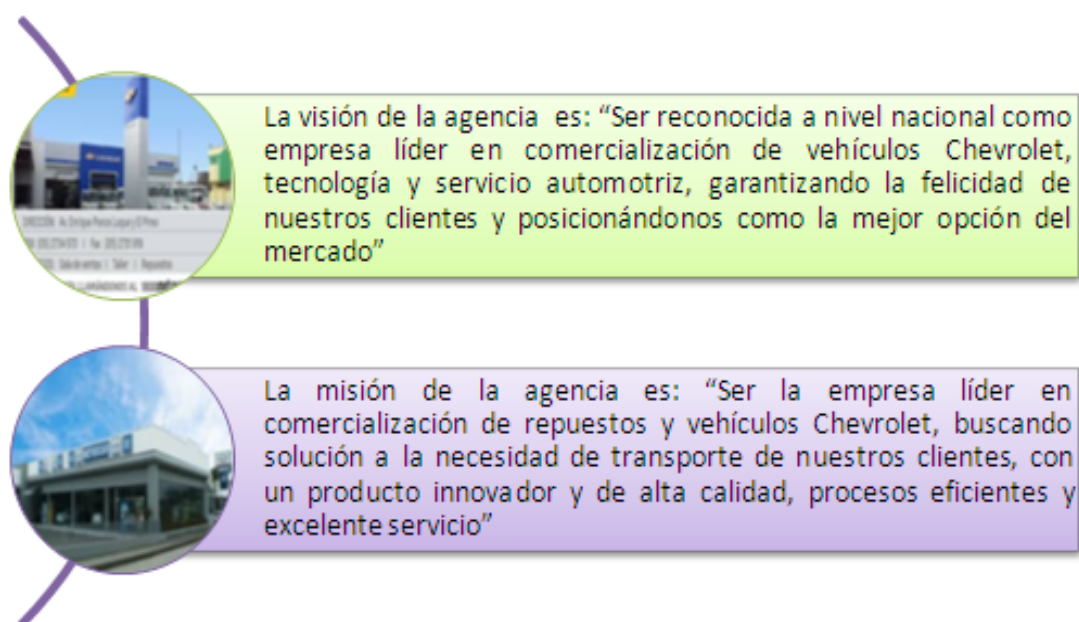 La visión de la agencia es: “Ser reconocida a nivel nacional como
empresa líder en comercialización de vehículos Chevrolet,
tecnología y servicio automotriz, garantizando la felicidad de
nuestros clientes y posicionándonos como la mejor opción del
mercado”
La misión de la agencia es: “Ser la empresa líder en
comercialización de repuestos y vehículos Chevrolet, buscando
solución a la necesidad de transporte de nuestros clientes, con
un producto innovador y de alta calidad, procesos eficientes y
excelente servicio”